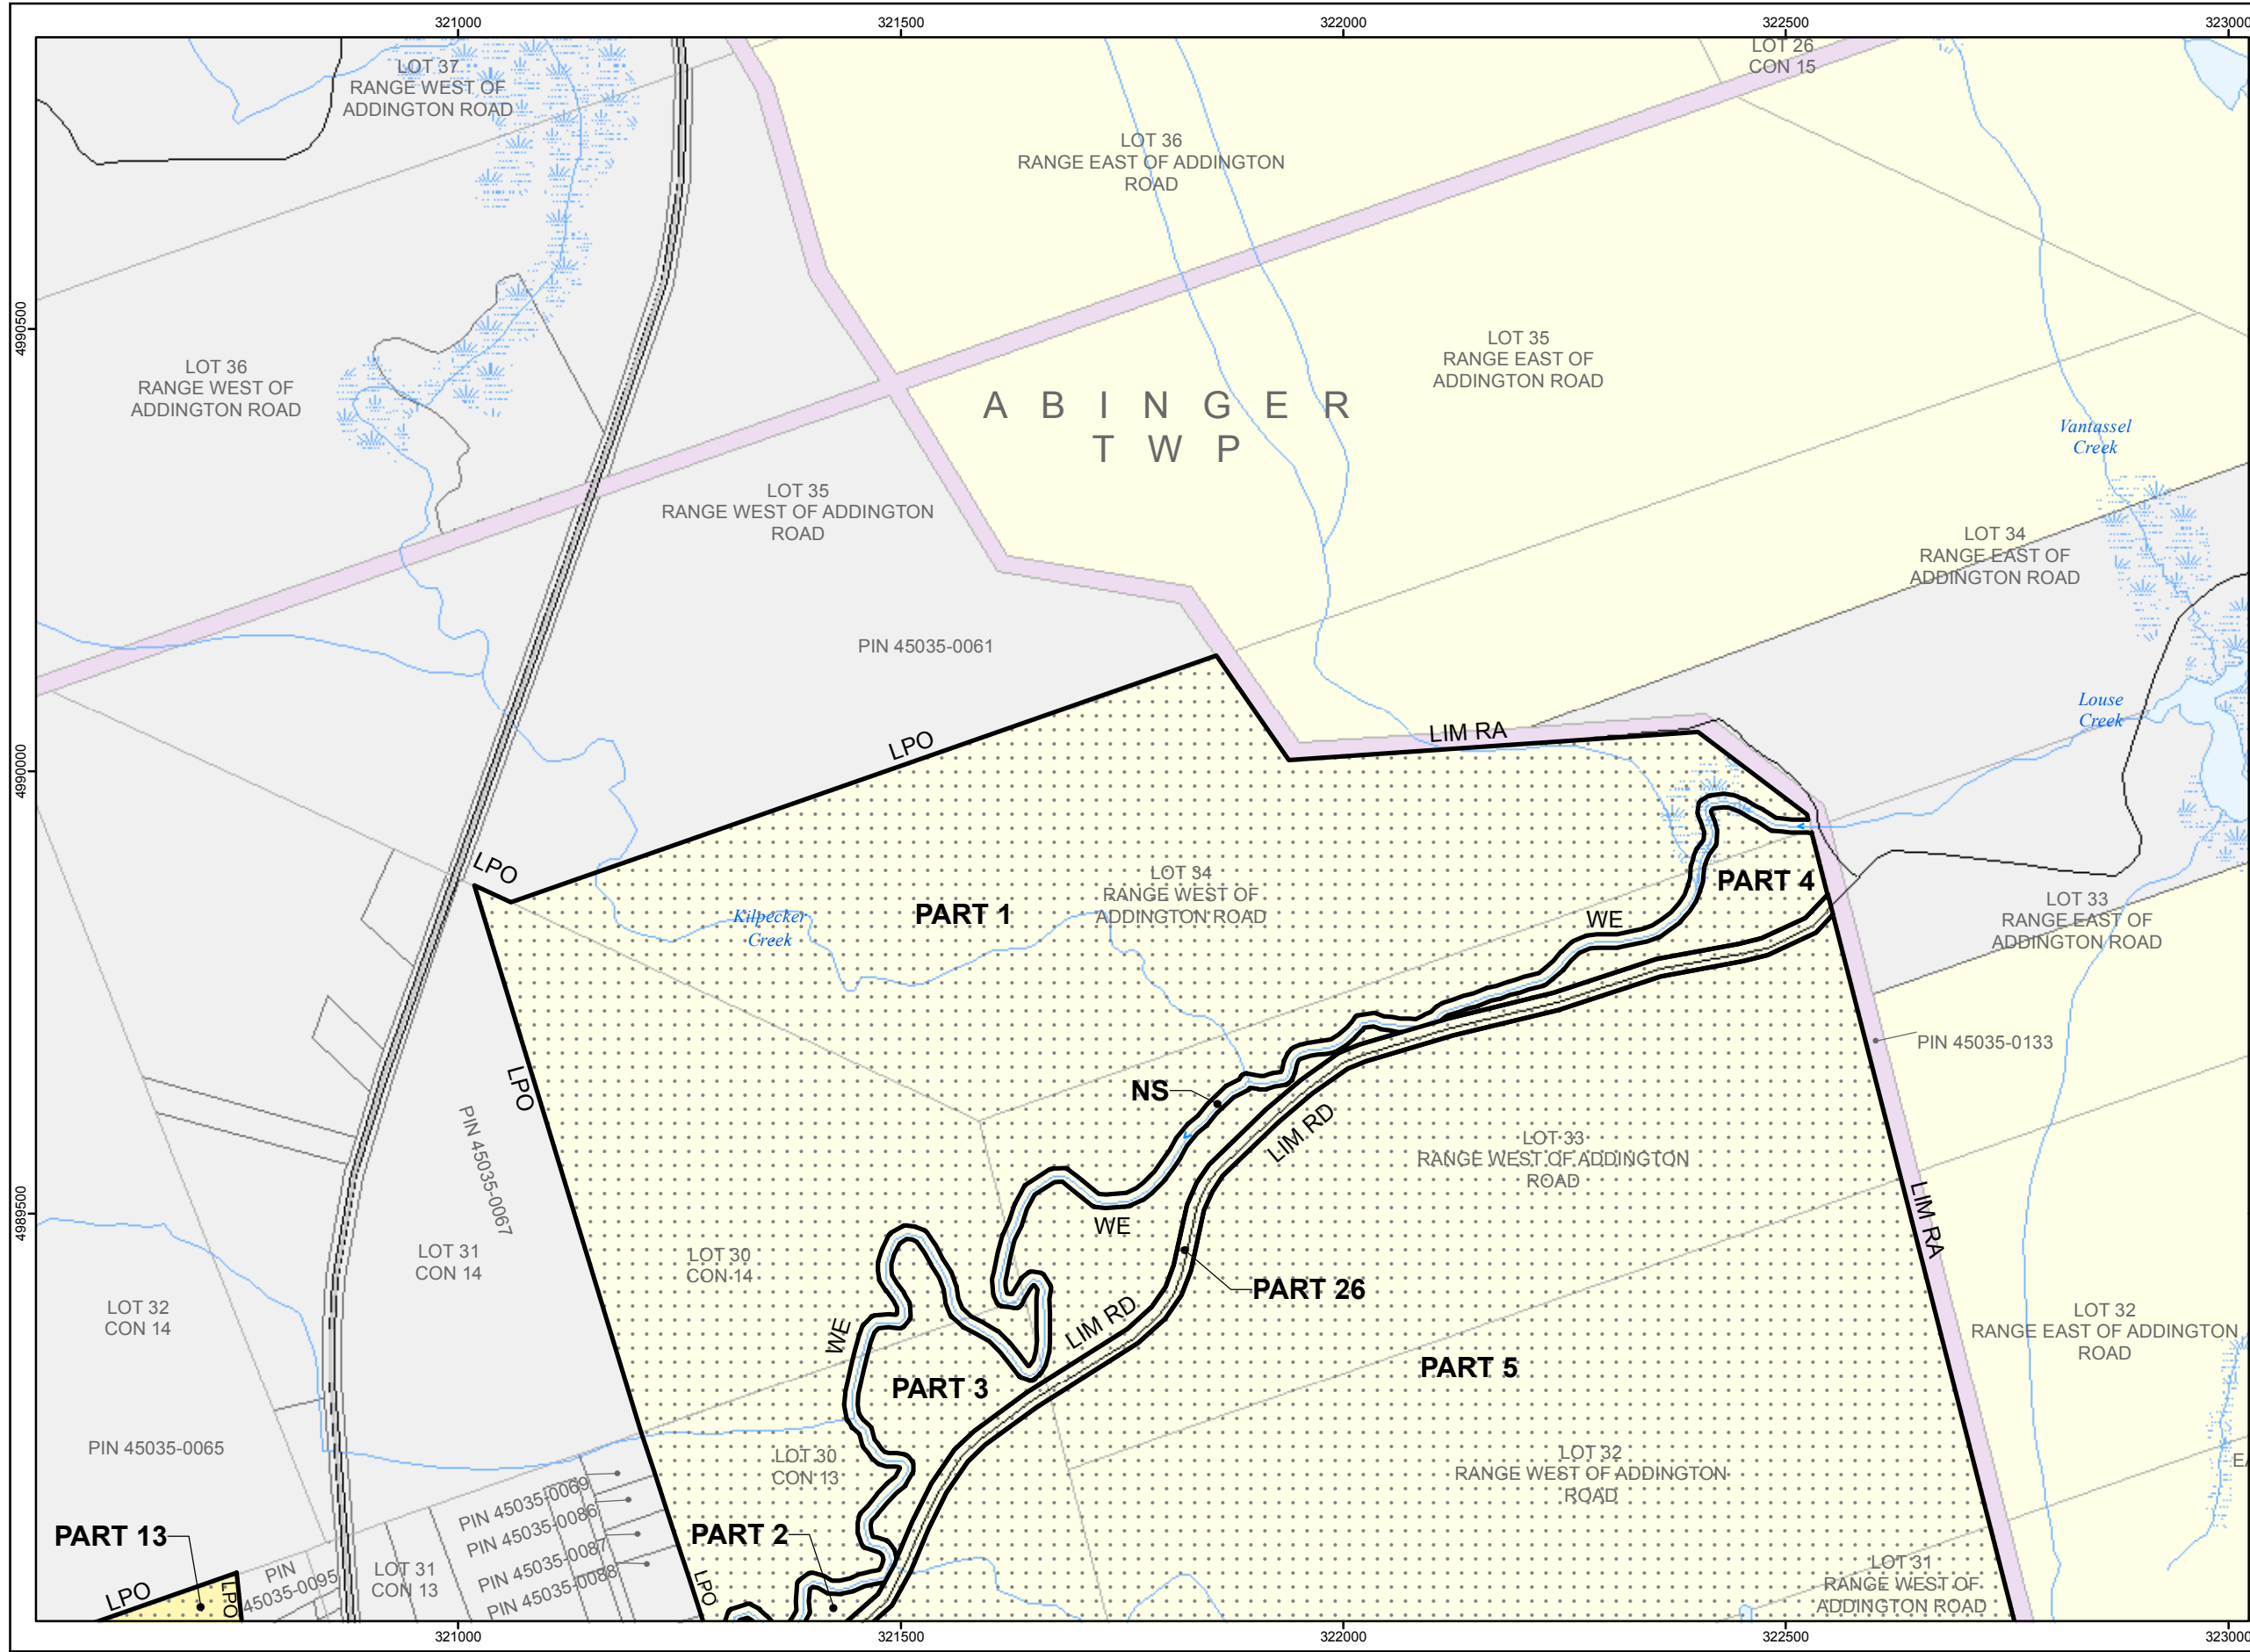 321000
321500
322000
322500
323000
LOT 37
RANGE WEST OF
ADDINGTON ROAD
LOT 26
CON 15
LOT 36
RANGE EAST OF ADDINGTON
ROAD
4990500
LOT 36
RANGE WEST OF
ADDINGTON ROAD
LOT 35
RANGE EAST OF
ADDINGTON ROAD
ABINGER
TWP
Vantassel
Creek
LOT 35
RANGE WEST OF ADDINGTON
ROAD
LOT 34
RANGE EAST OF
ADDINGTON ROAD
PIN 45035-0061
Louse
Creek
LPO
LIM RA
4990000
LPO
LOT 34
RANGE WEST OF
ADDINGTON ROAD
PART 1
PART 4
Kilpecker
Creek
WE
LOT 33
RANGE EAST OF
ADDINGTON ROAD
PIN 45035-0133
LPO
NS
LIM RD
PIN 45035-0067
LOT 33
RANGE WEST OF ADDINGTON
ROAD
4989500
WE
LIM RA
LOT 31
CON 14
LOT 30
CON 14
PART 26
LOT 32
CON 14
LIM RD
WE
LOT 32
RANGE EAST OF ADDINGTON
ROAD
PART 3
PART 5
PIN 45035-0065
LOT 30
CON 13
LOT 32
RANGE WEST OF ADDINGTON
ROAD
EA
PIN 45035-0069
PIN 45035-0086
PIN 45035-0087
PIN 45035-0088
PART 13
PART 2
PIN
45035-0095
LOT 31
CON 13
LPO
LPO
LPO
LOT 31
RANGE WEST OF
ADDINGTON ROAD
321000
321500
322000
322500
323000